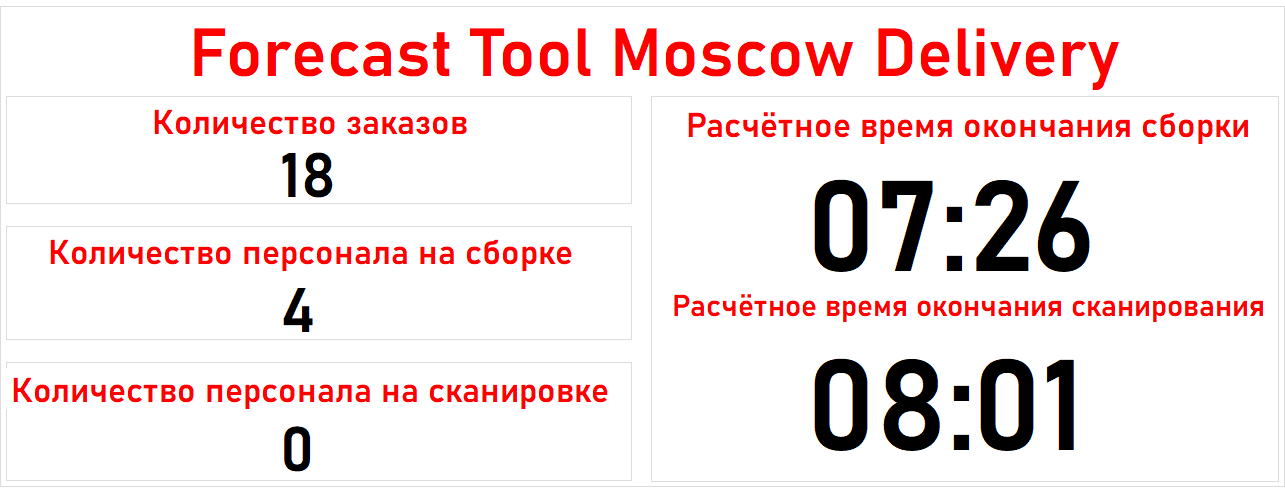 Forecast Tool Moscow Delivery
Количество заказов
18
Количество персонала на сборке
4
Количество персонала на сканировке
0
Расчётное время окончания сборки
07:26
Расчётное время окончания сканирования
08:01